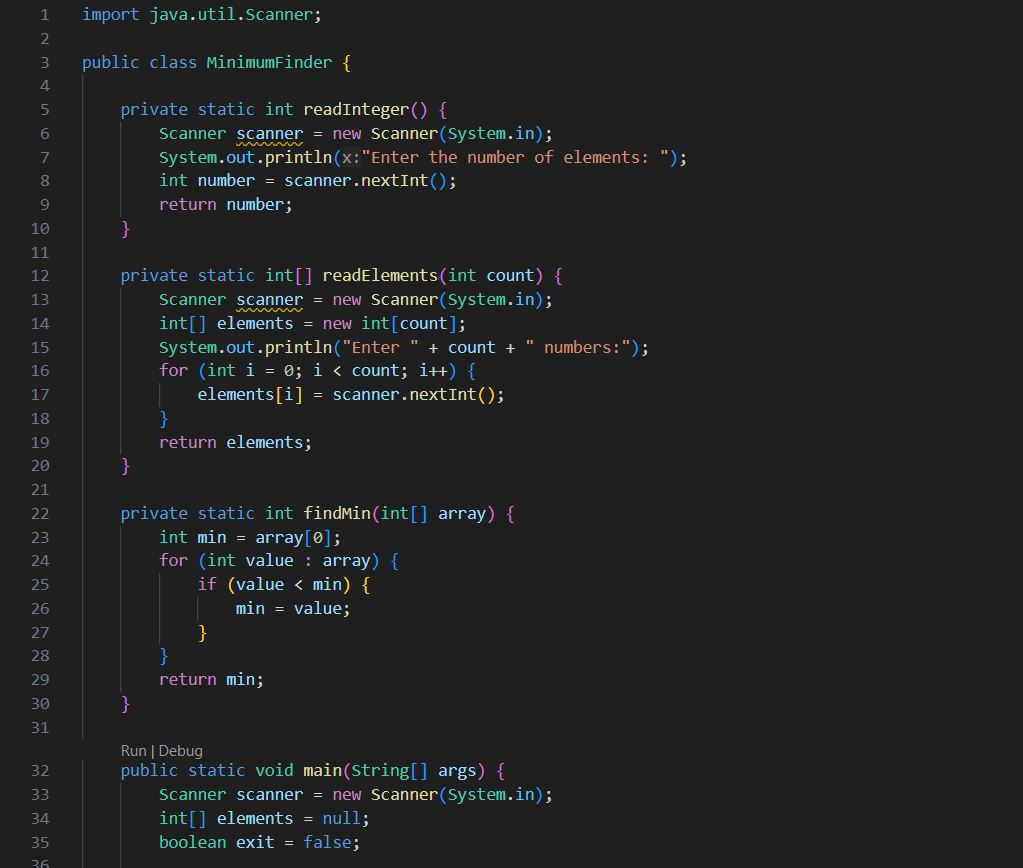 1 import java.util.Scanner;
2
3 public class MinimumFinder {
4
5     private static int readInteger() {
6         Scanner scanner = new Scanner(System.in);
7         System.out.println(x:"Enter the number of elements: ");
8         int number = scanner.nextInt();
9         return number;
10     }
11
12     private static int[] readElements(int count) {
13         Scanner scanner = new Scanner(System.in);
14         int[] elements = new int[count];
15         System.out.println("Enter " + count + " numbers:");
16         for (int i = 0; i < count; i++) {
17             elements[i] = scanner.nextInt();
18         }
19         return elements;
20     }
21
22     private static int findMin(int[] array) {
23         int min = array[0];
24         for (int value : array) {
25             if (value < min) {
26                 min = value;
27             }
28         }
29         return min;
30     }
31
Run | Debug
32     public static void main(String[] args) {
33         Scanner scanner = new Scanner(System.in);
34         int[] elements = null;
35         boolean exit = false;
36